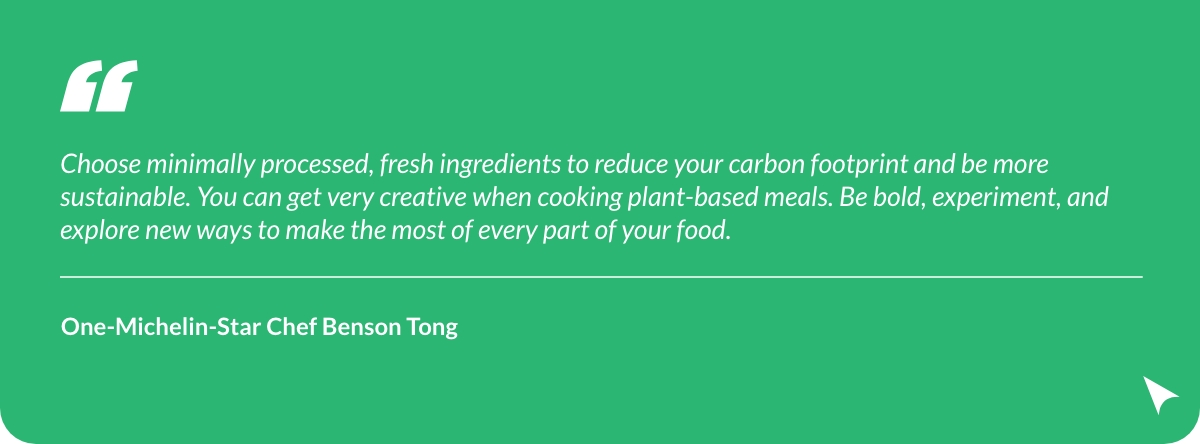 ❝
Choose minimally processed, fresh ingredients to reduce your carbon footprint and be more
sustainable. You can get very creative when cooking plant-based meals. Be bold, experiment, and
explore new ways to make the most of every part of your food.
One-Michelin-Star Chef Benson Tong